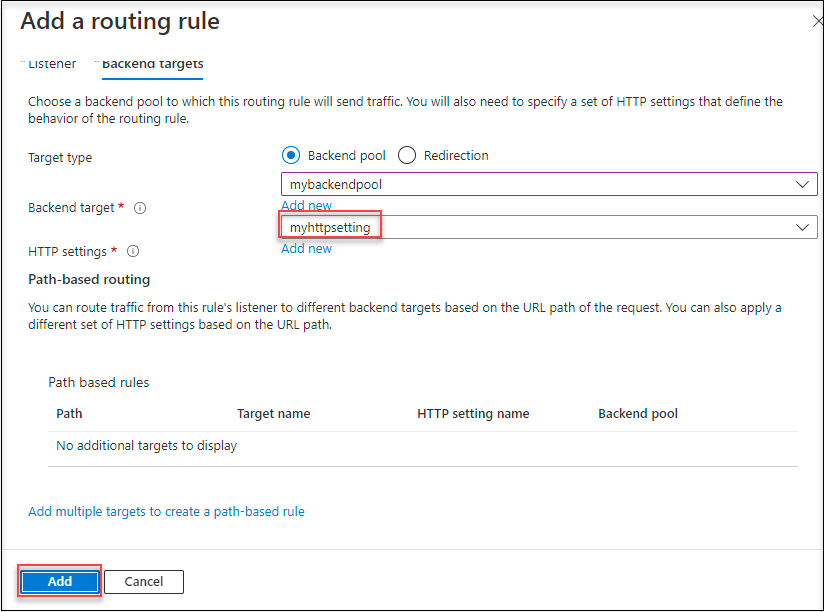 Add a routing rule
* Listener * Backend targets
Choose a backend pool to which this routing rule will send traffic. You will also need to specify a set of HTTP settings that define the
behavior of the routing rule.
Target type Backend pool Redirection
mybackendpool
Backend target * Add new
myhttpsetting
HTTP settings * Add new
Path-based routing
You can route traffic from this rule's listener to different backend targets based on the URL path of the request. You can also apply a
different set of HTTP settings based on the URL path.
Path based rules
Path Target name HTTP setting name Backend pool
No additional targets to display
Add multiple targets to create a path-based rule
Add Cancel